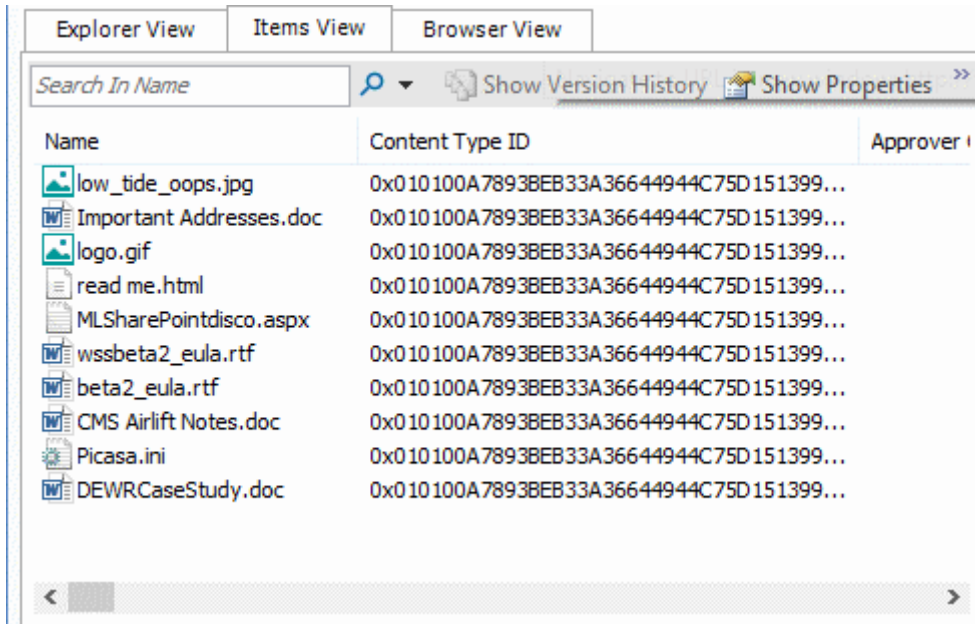 Explorer View Items View Browser View
Search In Name Show Version History Show Properties »
Name Content Type ID Approver
low_tide_oops.jpg 0x010100A7893BEB33A36644944C75D151399...
Important Addresses.doc 0x010100A7893BEB33A36644944C75D151399...
logo.gif 0x010100A7893BEB33A36644944C75D151399...
read me.html 0x010100A7893BEB33A36644944C75D151399...
MLSharePointdisco.aspx 0x010100A7893BEB33A36644944C75D151399...
wssbeta2_eula.rtf 0x010100A7893BEB33A36644944C75D151399...
beta2_eula.rtf 0x010100A7893BEB33A36644944C75D151399...
CMS Airlift Notes.doc 0x010100A7893BEB33A36644944C75D151399...
Picasa.ini 0x010100A7893BEB33A36644944C75D151399...
DEWRCaseStudy.doc 0x010100A7893BEB33A36644944C75D151399...